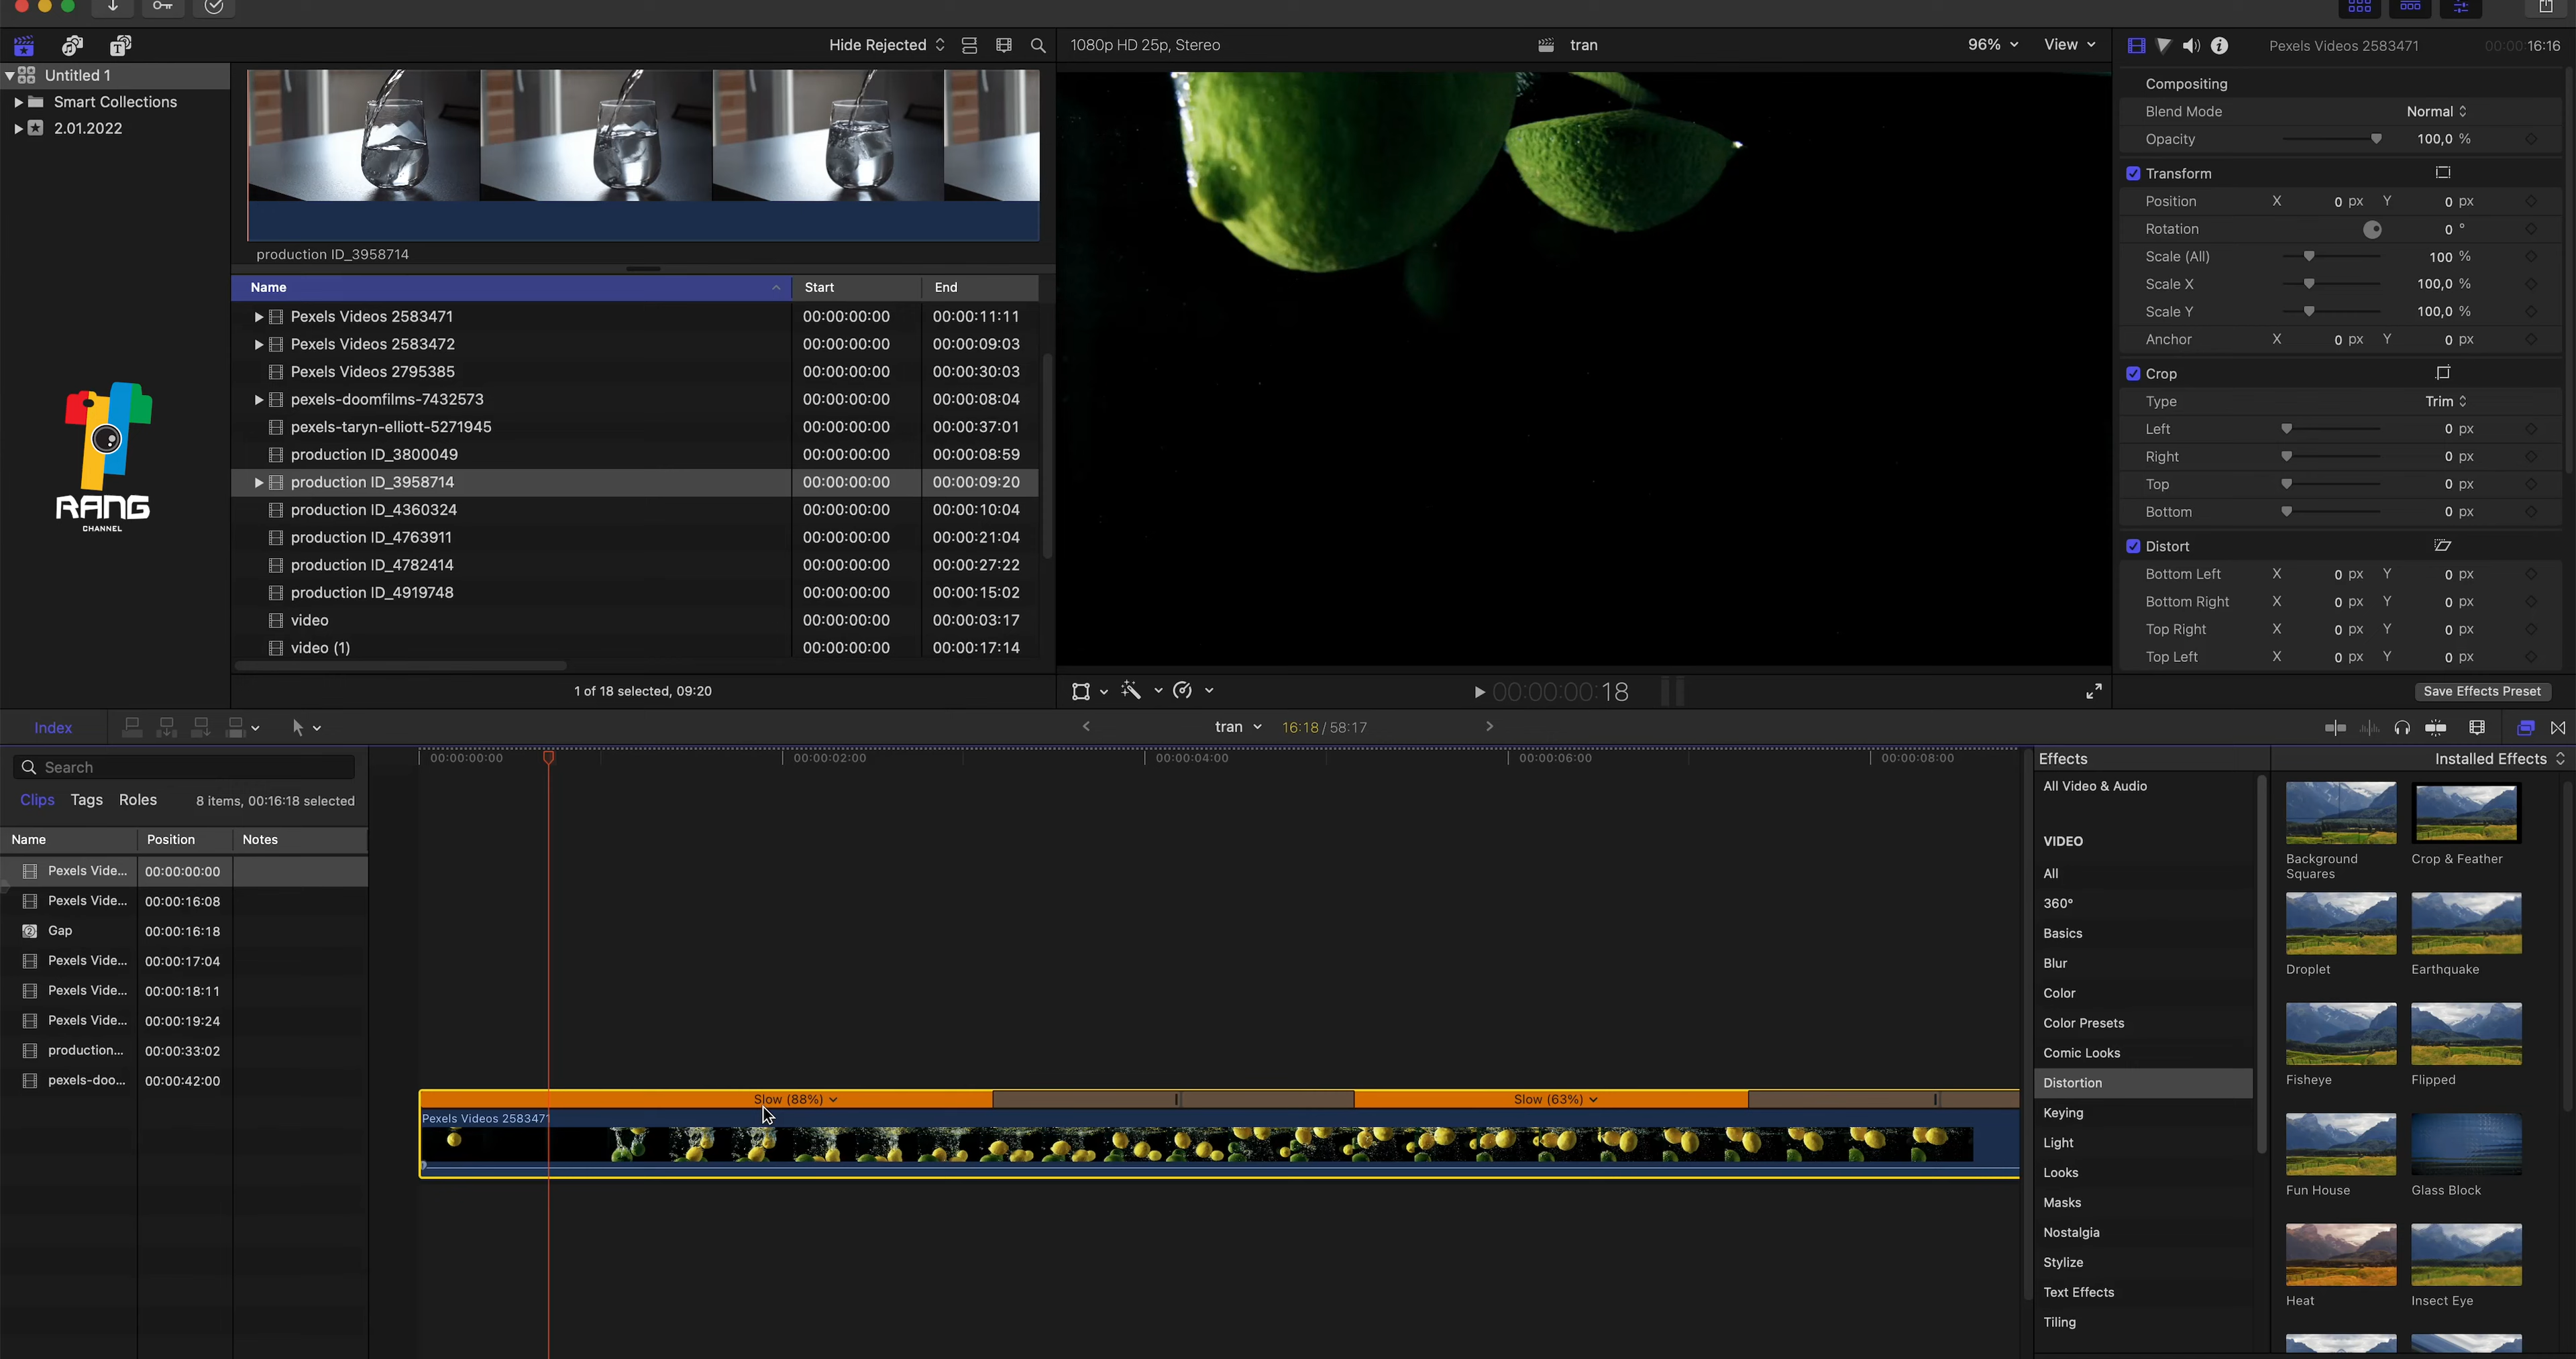 Hide Rejected
1080p HD 25p, Stereo
tran
96%
View
Pexels Videos 2583471
00:00:16:16
Untitled 1
Smart Collections
2.01.2022
RANG
CHANNEL
production ID_3958714
Name Start End
Pexels Videos 2583471 00:00:00:00 00:00:11:11
Pexels Videos 2583472 00:00:00:00 00:00:09:03
Pexels Videos 2795385 00:00:00:00 00:00:30:03
pexels-doomfilms-7432573 00:00:00:00 00:00:08:04
pexels-taryn-elliott-5271945 00:00:00:00 00:00:37:01
production ID_3800049 00:00:00:00 00:00:08:59
production ID_3958714 00:00:00:00 00:00:09:20
production ID_4360324 00:00:00:00 00:00:10:04
production ID_4763911 00:00:00:00 00:00:21:04
production ID_4782414 00:00:00:00 00:00:27:22
production ID_4919748 00:00:00:00 00:00:15:02
video 00:00:00:00 00:00:03:17
video (1) 00:00:00:00 00:00:17:14
1 of 18 selected, 09:20
00:00:00:18
Compositing
Blend Mode Normal
Opacity 100,0 %
Transform
Position X 0 px Y 0 px
Rotation 0 °
Scale (All) 100 %
Scale X 100,0 %
Scale Y 100,0 %
Anchor X 0 px Y 0 px
Crop
Type Trim
Left 0 px
Right 0 px
Top 0 px
Bottom 0 px
Distort
Bottom Left X 0 px Y 0 px
Bottom Right X 0 px Y 0 px
Top Right X 0 px Y 0 px
Top Left X 0 px Y 0 px
Save Effects Preset
Index
tran 16:18 / 58:17
Search
Clips Tags Roles 8 items, 00:16:18 selected
Name Position Notes
Pexels Vide... 00:00:00:00
Pexels Vide... 00:00:16:08
Gap 00:00:16:18
Pexels Vide... 00:00:17:04
Pexels Vide... 00:00:18:11
Pexels Vide... 00:00:19:24
production... 00:00:33:02
pexels-doo... 00:00:42:00
00:00:00:00 00:00:02:00 00:00:04:00 00:00:06:00 00:00:08:00
Slow (88%) Slow (63%)
Pexels Videos 2583471
Effects Installed Effects
All Video & Audio
VIDEO
All
360°
Basics
Blur
Color
Color Presets
Comic Looks
Distortion
Keying
Light
Looks
Masks
Nostalgia
Stylize
Text Effects
Tiling
Background
Squares
Crop & Feather
Droplet
Earthquake
Fisheye
Flipped
Fun House
Glass Block
Heat
Insect Eye